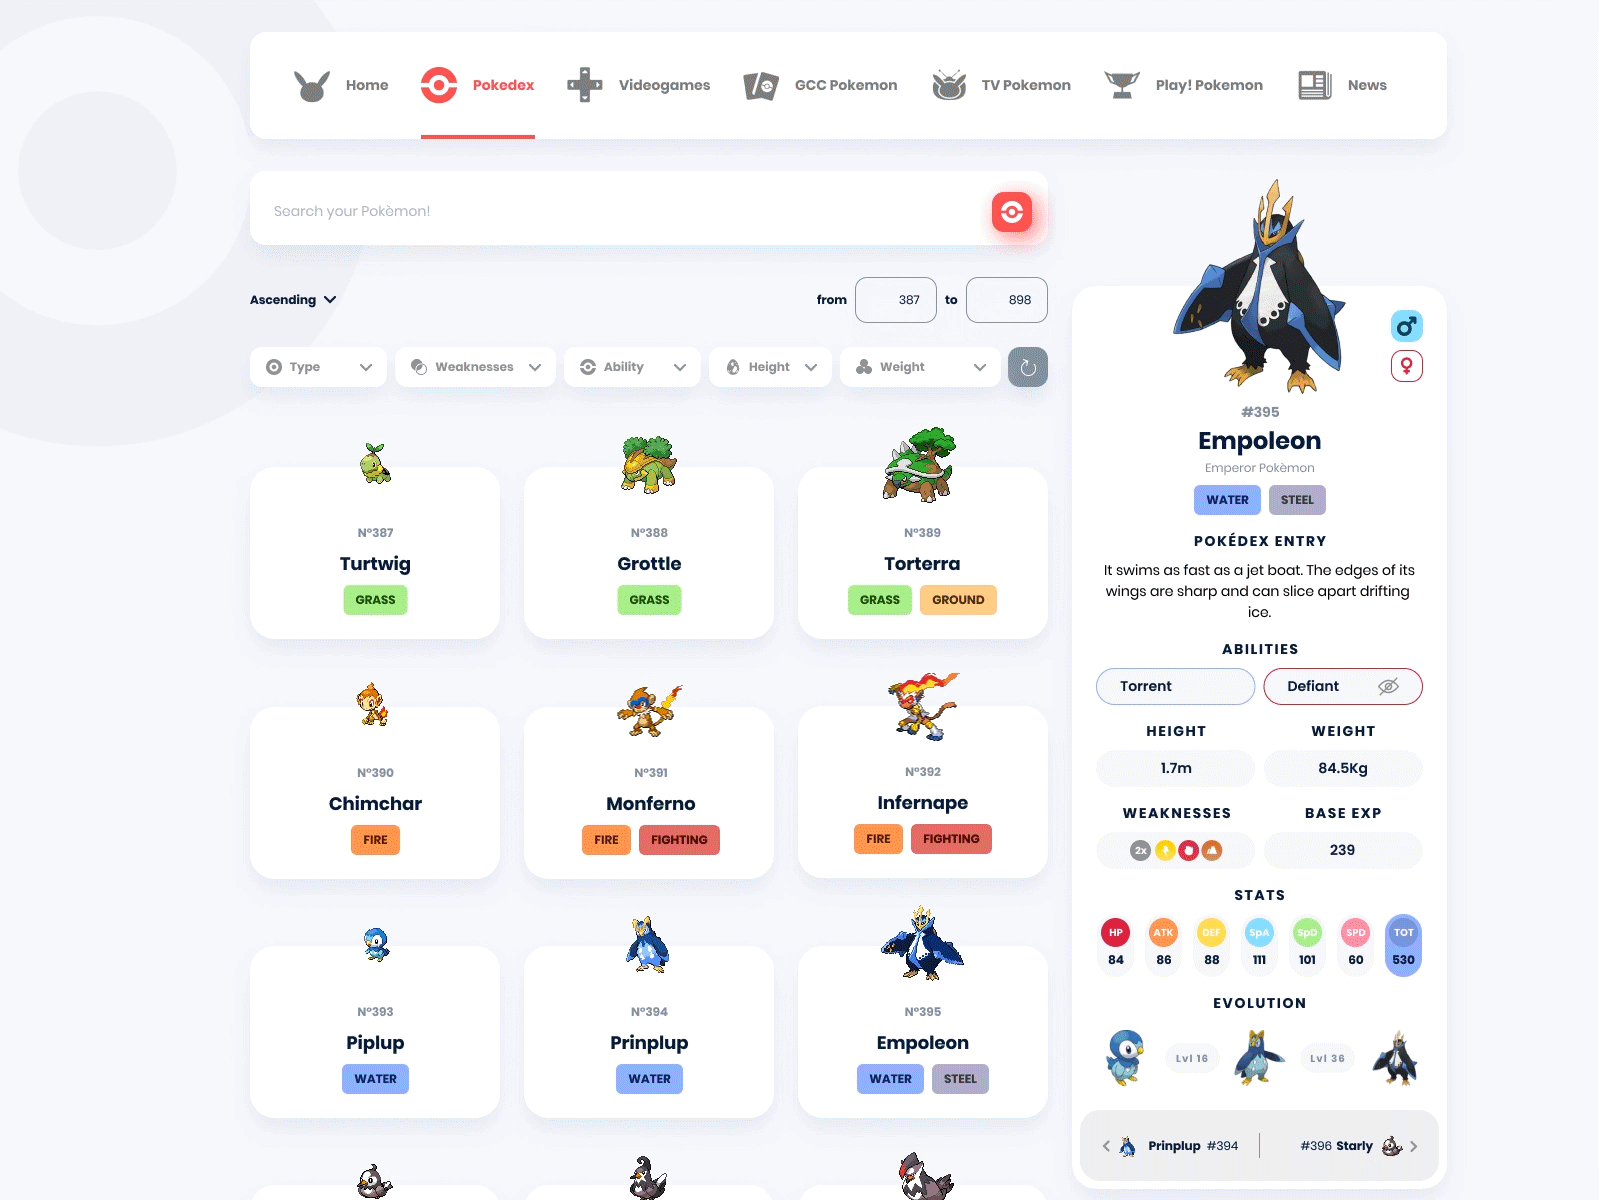 Home
Pokedex
Videogames
GCC Pokemon
TV Pokemon
Play! Pokemon
News
Search your Pokèmon!
Ascending
from 387 to 898
Type
Weaknesses
Ability
Height
Weight
N°387
Turtwig
GRASS
N°388
Grottle
GRASS
N°389
Torterra
GRASS GROUND
N°390
Chimchar
FIRE
N°391
Monferno
FIRE FIGHTING
N°392
Infernape
FIRE FIGHTING
N°393
Piplup
WATER
N°394
Prinplup
WATER
N°395
Empoleon
WATER STEEL
#395
Empoleon
Emperor Pokèmon
WATER STEEL
POKÉDEX ENTRY
It swims as fast as a jet boat. The edges of its
wings are sharp and can slice apart drifting
ice.
ABILITIES
Torrent Defiant
HEIGHT WEIGHT
1.7m 84.5Kg
WEAKNESSES BASE EXP
2x 239
STATS
HP ATK DEF SpA SpD SPD TOT
84 86 88 111 101 60 530
EVOLUTION
Lvl 16 Lvl 36
Prinplup #394 #396 Starly